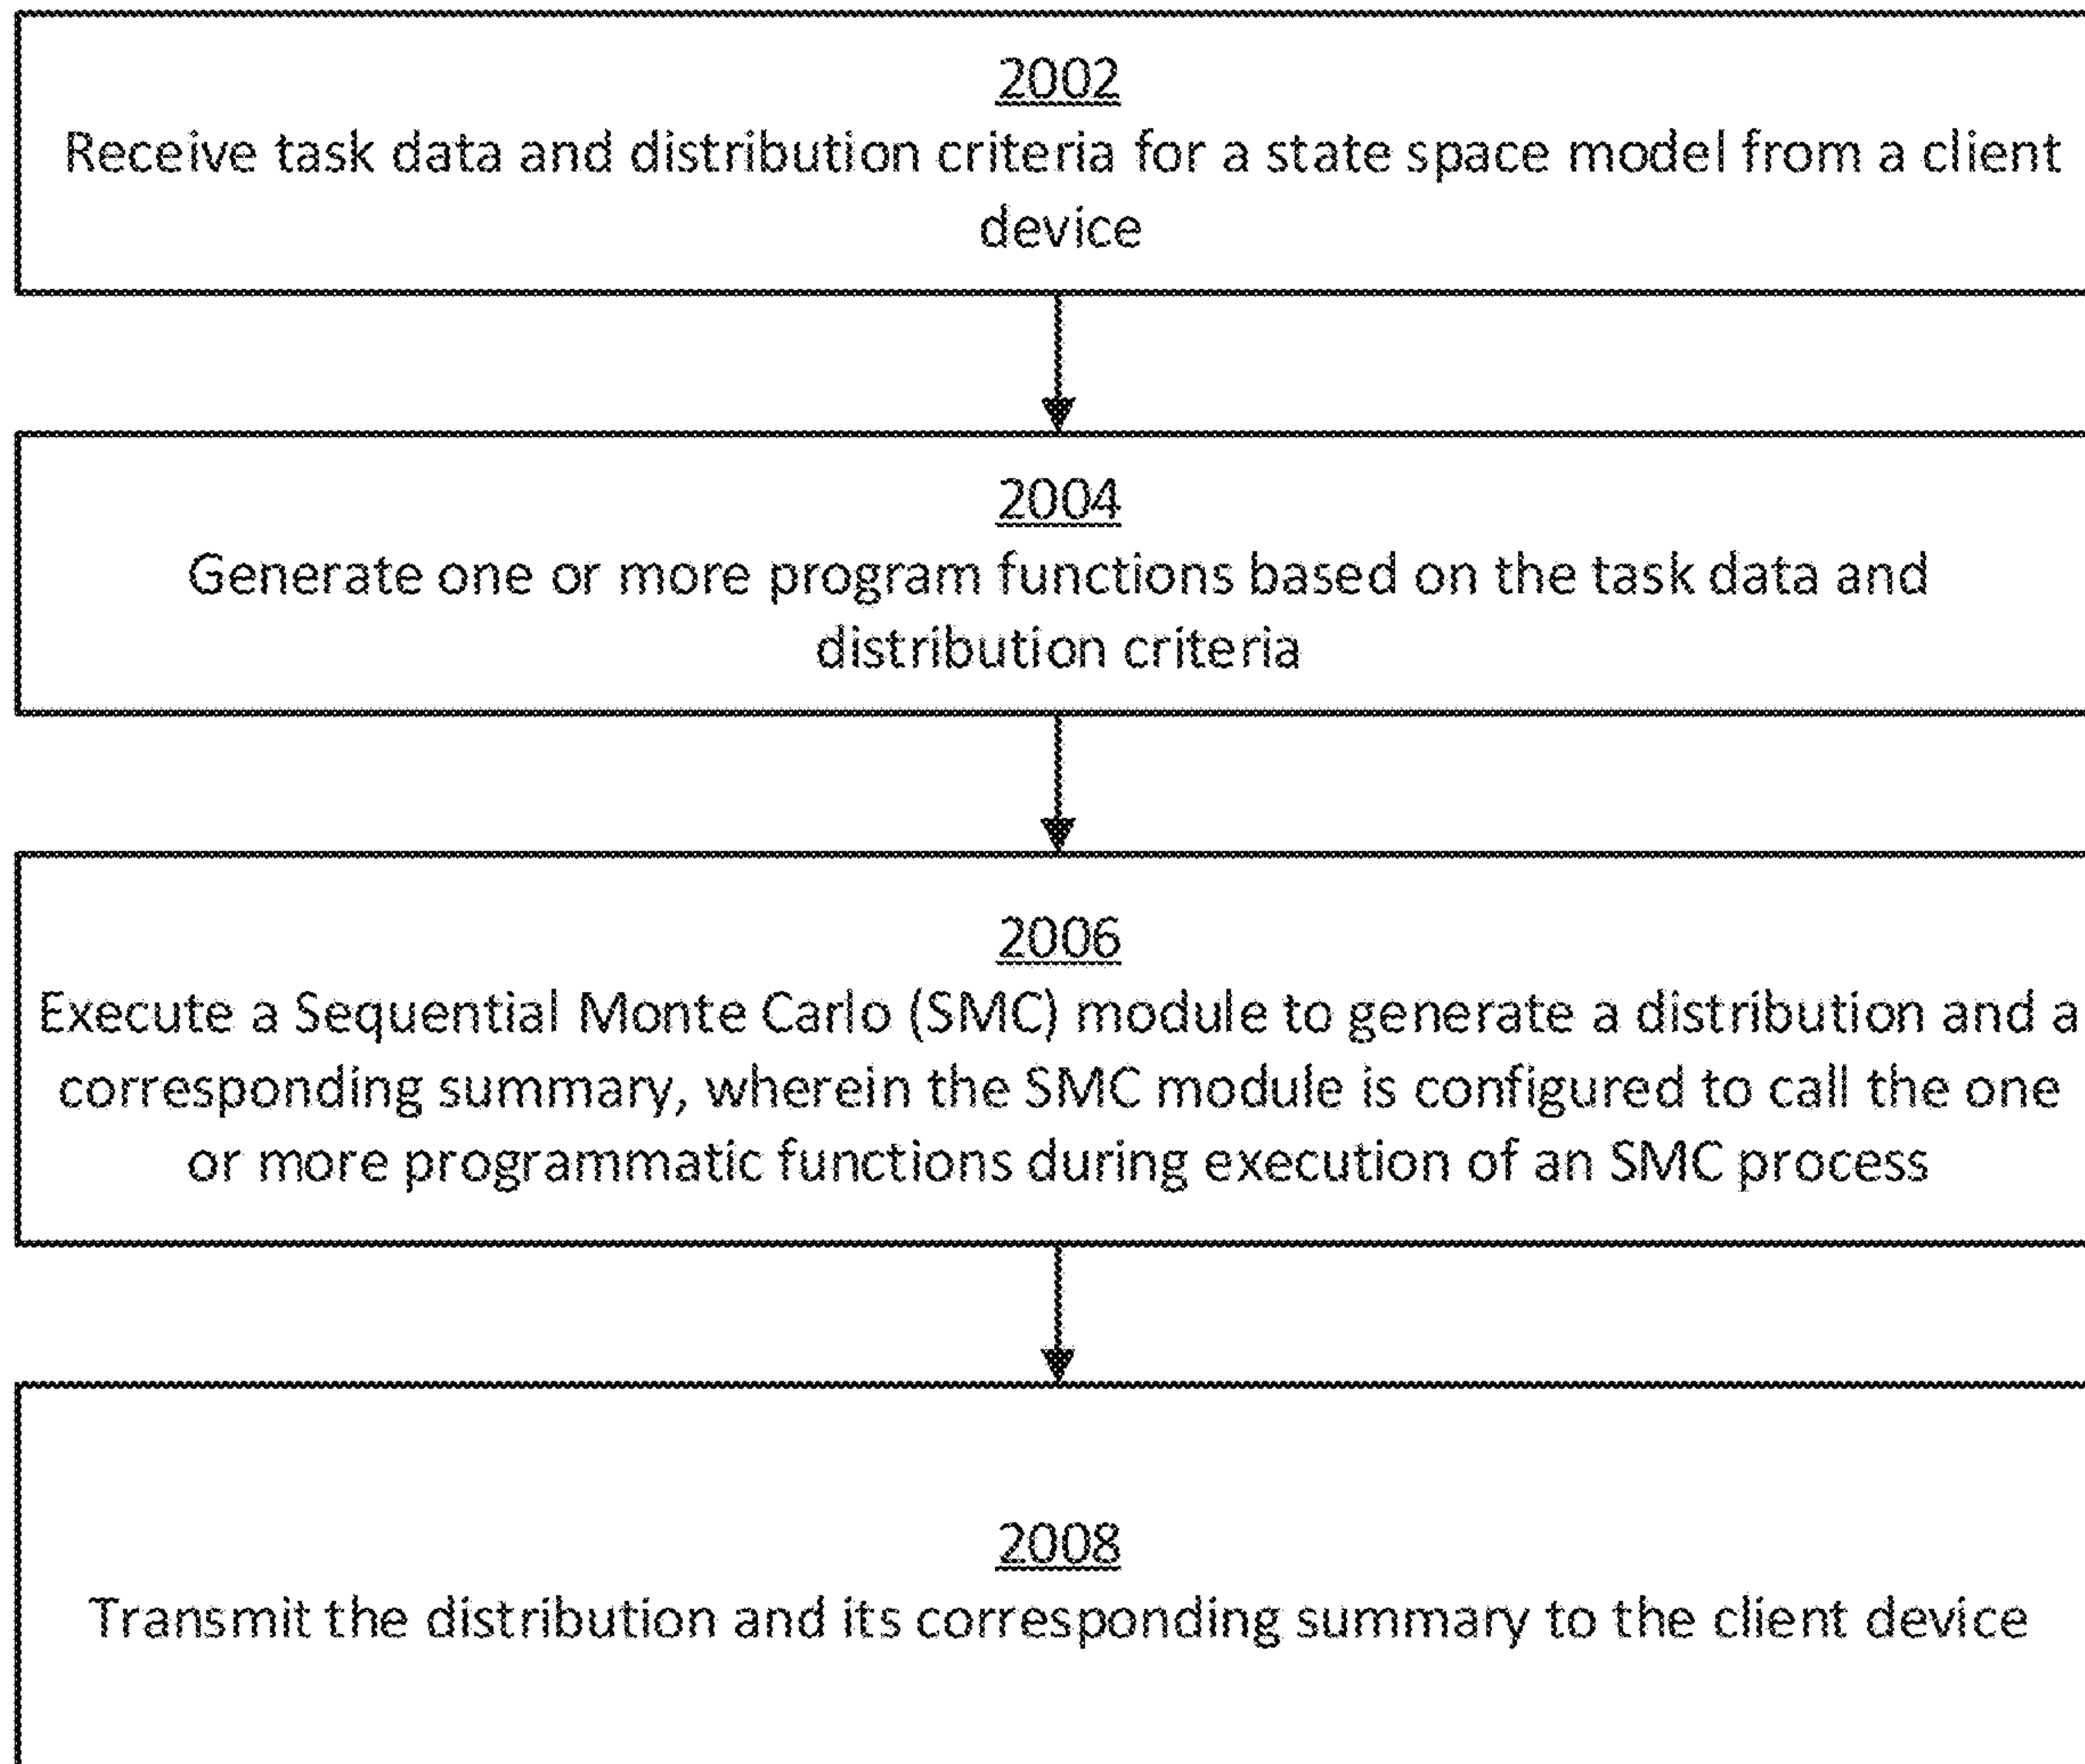 2002
Receive task data and distribution criteria for a state space model from a client
device
2004
Generate one or more program functions based on the task data and
distribution criteria
2006
Execute a Sequential Monte Carlo (SMC) module to generate a distribution and a
corresponding summary, wherein the SMC module is configured to call the one
or more programmatic functions during execution of an SMC process
2008
Transmit the distribution and its corresponding summary to the client device